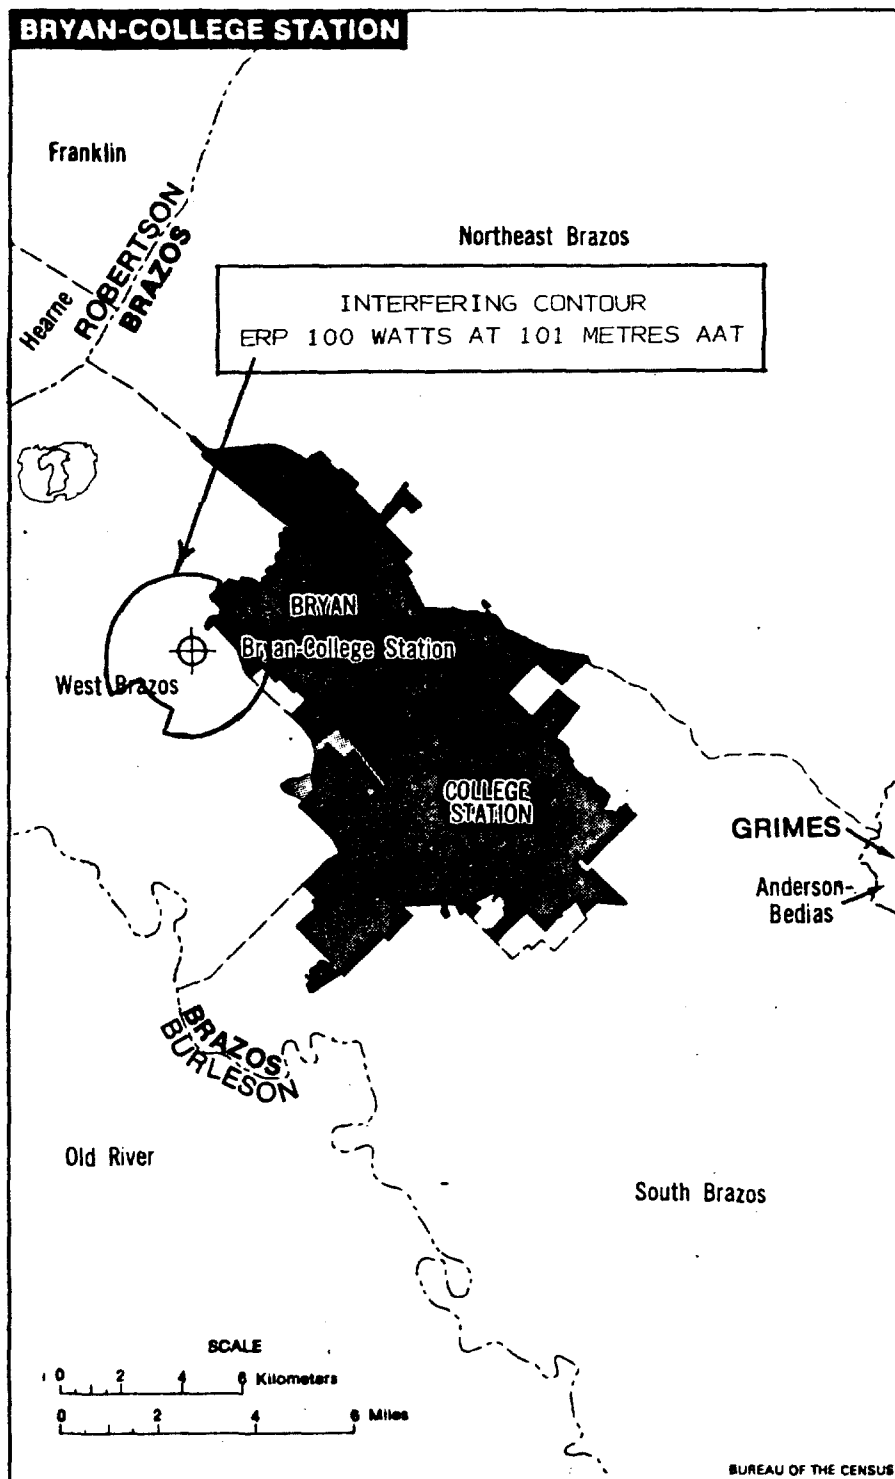 BRYAN-COLLEGE STATION
Franklin
ROBERTSON
BRAZOS
Northeast Brazos
Hearne
INTERFERING CONTOUR
ERP 100 WATTS AT 101 METRES AAT
BRYAN
Bryan-College Station
West Brazos
COLLEGE
STATION
GRIMES
Anderson-
Bedias
BRAZOS
BURLESON
Old River
South Brazos
SCALE
0 2 4 6 Kilometers
0 2 4 6 Miles
BUREAU OF THE CENSUS